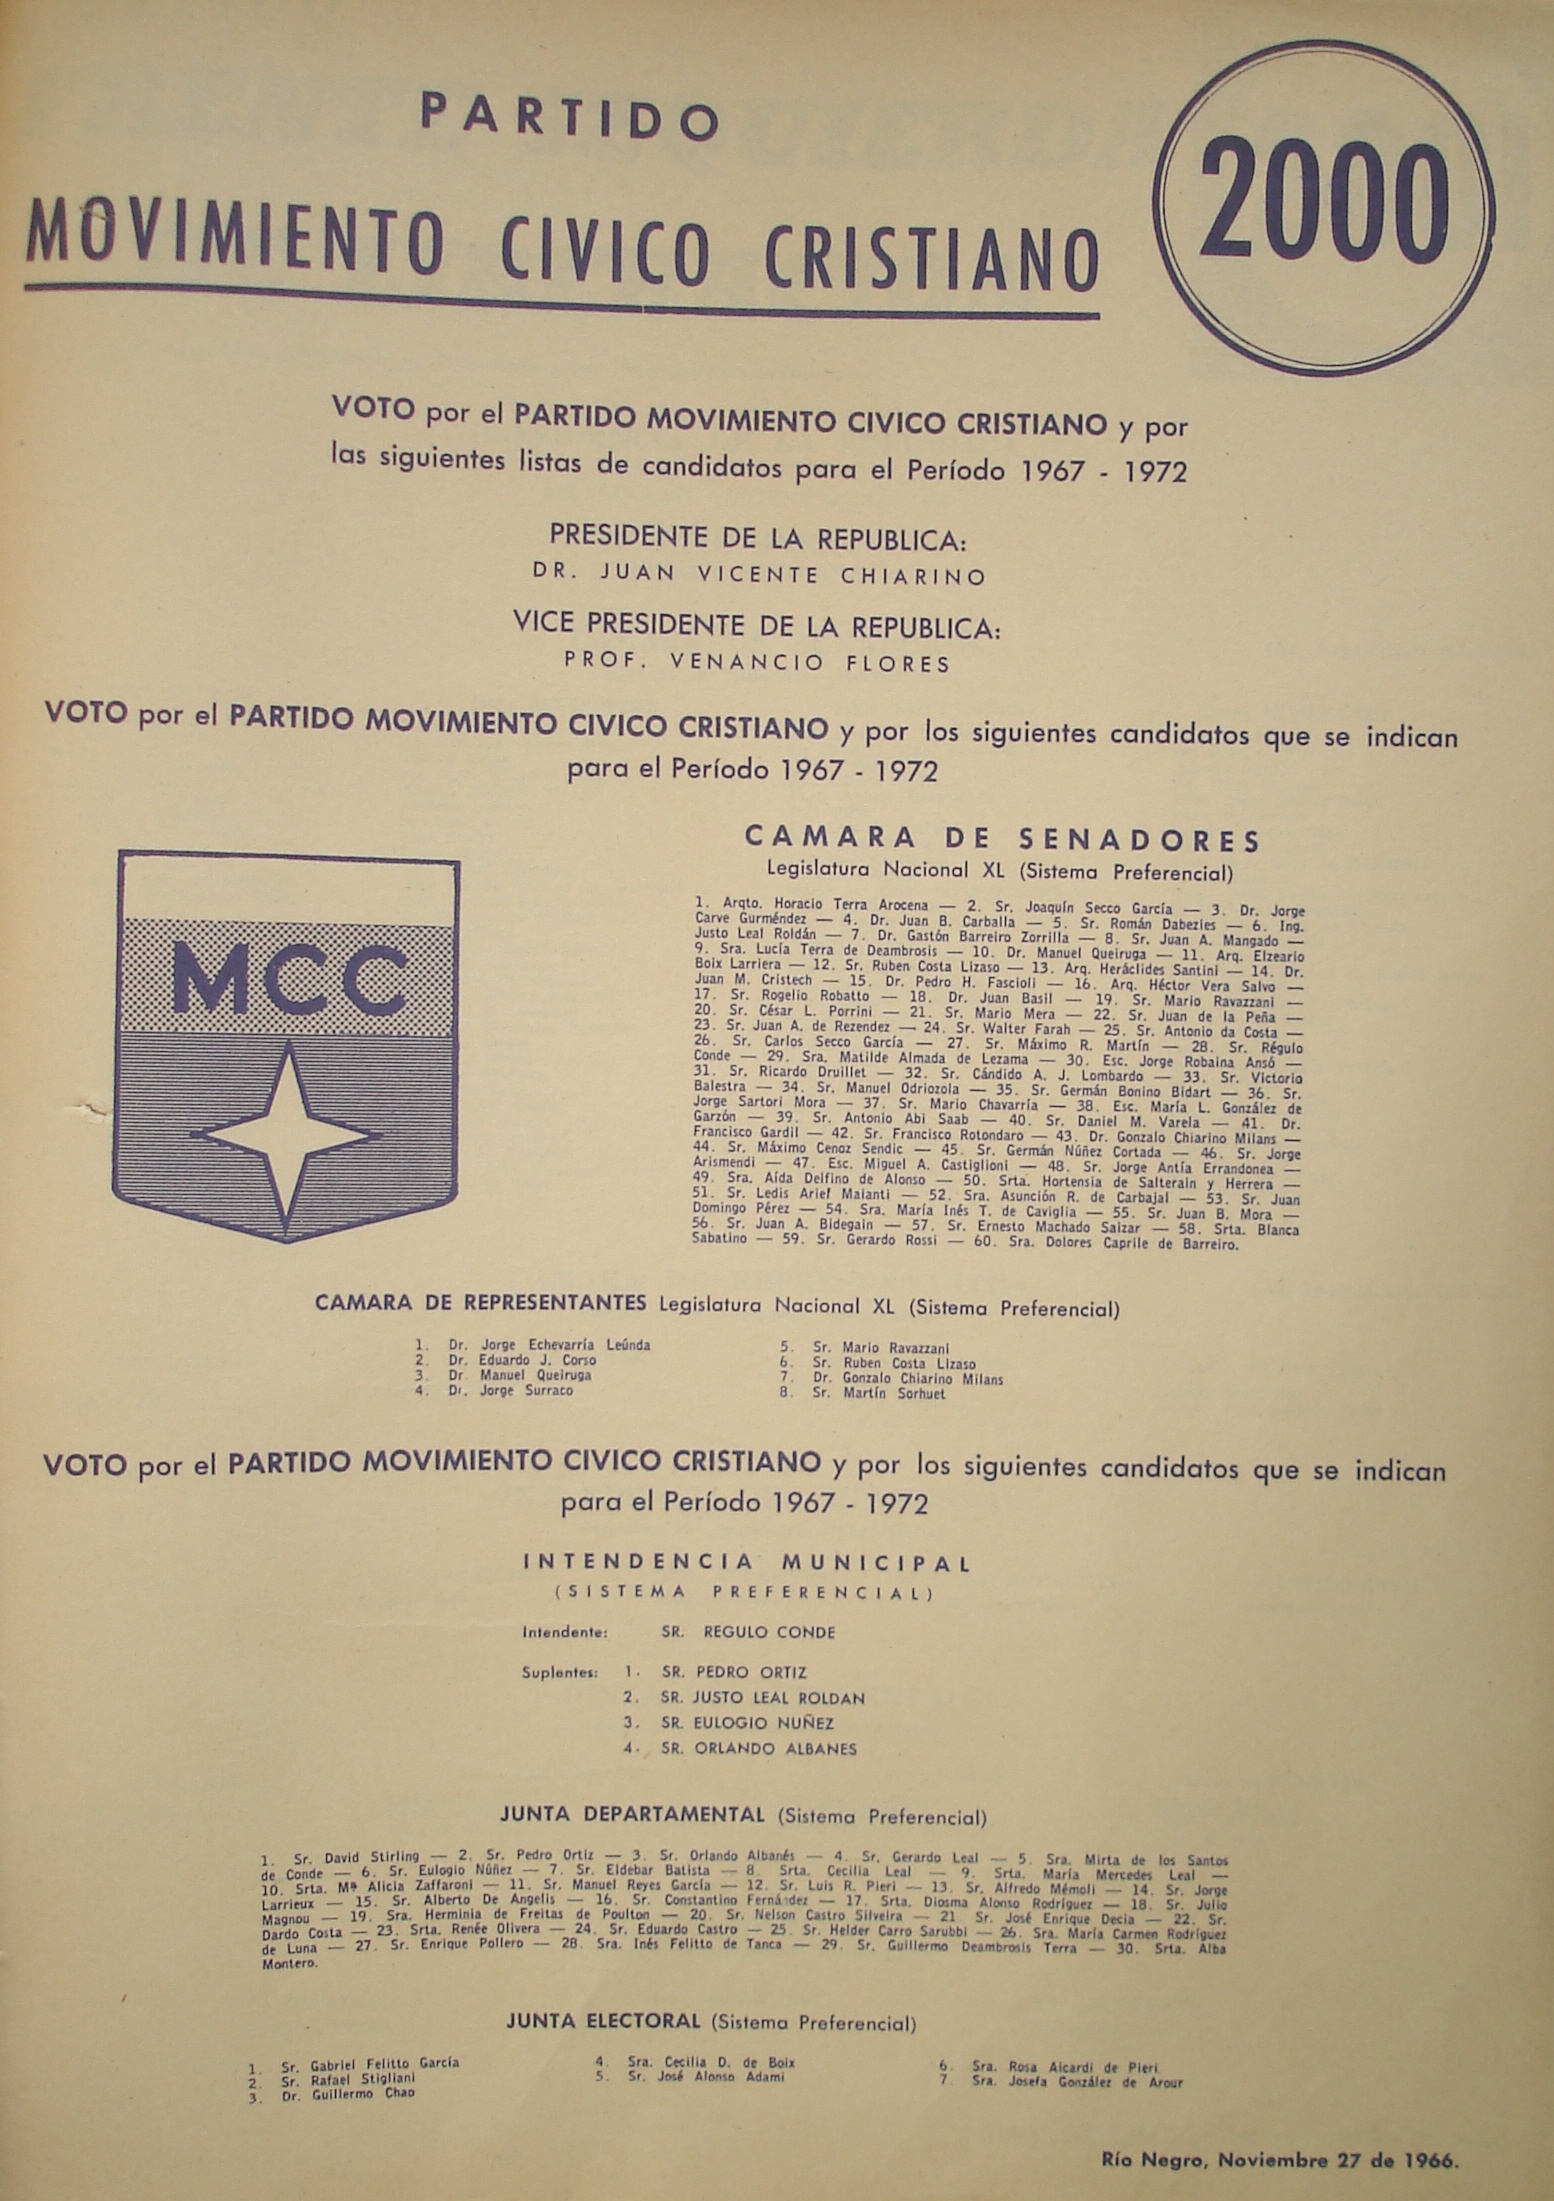 PARTIDO
MOVIMIENTO CIVICO CRISTIANO
2000
VOTO por el PARTIDO MOVIMIENTO CIVICO CRISTIANO y por
las siguientes listas de candidatos para el Período 1967 - 1972
PRESIDENTE DE LA REPUBLICA:
DR. JUAN VICENTE CHIARINO
VICE PRESIDENTE DE LA REPUBLICA:
PROF. VENANCIO FLORES
VOTO por el PARTIDO MOVIMIENTO CIVICO CRISTIANO y por los siguientes candidatos que se indican
para el Período 1967 - 1972
MCC
CAMARA DE SENADORES
Legislatura Nacional XL (Sistema Preferencial)
1. Arqto. Horacio Terra Arocena — 2. Sr. Joaquín Secco García — 3. Dr. Jorge
Carve Gurméndez — 4. Dr. Juan B. Carballa — 5. Sr. Román Dabezies — 6. Ing.
Justo Leal Roldán — 7. Dr. Gastón Barreiro Zorrilla — 8. Sr. Juan A. Mangado —
9. Sra. Lucía Terra de Deambrosis — 10. Dr. Manuel Queiruga — 11. Arq. Elzeario
Boix Larriera — 12. Sr. Ruben Costa Lizaso — 13. Arq. Heráclides Santini — 14. Dr.
Juan M. Cristech — 15. Dr. Pedro H. Fascioli — 16. Arq. Héctor Vera Salvo —
17. Sr. Rogelio Robatto — 18. Dr. Juan Basil — 19. Sr. Mario Ravazzani —
20. Sr. César L. Porrini — 21. Sr. Mario Mera — 22. Sr. Juan de la Peña —
23. Sr. Juan A. de Rezendez — 24. Sr. Walter Farah — 25. Sr. Antonio da Costa —
26. Sr. Carlos Secco García — 27. Sr. Máximo R. Martín — 28. Sr. Régulo
Conde — 29. Sra. Matilde Almada de Lezama — 30. Esc. Jorge Robaina Ansó —
31. Sr. Ricardo Druillet — 32. Sr. Cándido A. J. Lombardo — 33. Sr. Victorio
Balestra — 34. Sr. Manuel Odriozola — 35. Sr. Germán Bonino Bidart — 36. Sr.
Jorge Sartori Mora — 37. Sr. Mario Chavarría — 38. Esc. María L. González de
Garzón — 39. Sr. Antonio Abi Saab — 40. Sr. Daniel M. Varela — 41. Dr.
Francisco Gardil — 42. Sr. Francisco Rotondaro — 43. Dr. Gonzalo Chiarino Milans —
44. Sr. Máximo Cenoz Sendic — 45. Sr. Germán Núñez Cortada — 46. Sr. Jorge
Arismendi — 47. Esc. Miguel A. Castiglioni — 48. Sr. Jorge Antía Errandonea —
49. Sra. Aída Delfino de Alonso — 50. Srta. Hortensia de Salterain y Herrera —
51. Sr. Ledis Ariel Maianti — 52. Sra. Asunción R. de Carbajal — 53. Sr. Juan
Domingo Pérez — 54. Sra. María Inés T. de Caviglia — 55. Sr. Juan B. Mora —
56. Sr. Juan A. Bidegain — 57. Sr. Ernesto Machado Saizar — 58. Srta. Blanca
Sabatino — 59. Sr. Gerardo Rossi — 60. Sra. Dolores Caprile de Barreiro.
CAMARA DE REPRESENTANTES Legislatura Nacional XL (Sistema Preferencial)
1. Dr. Jorge Echevarría Leúnda
2. Dr. Eduardo J. Corso
3. Dr. Manuel Queiruga
4. Dr. Jorge Surraco
5. Sr. Mario Ravazzani
6. Sr. Ruben Costa Lizaso
7. Dr. Gonzalo Chiarino Milans
8. Sr. Martín Sorhuet
VOTO por el PARTIDO MOVIMIENTO CIVICO CRISTIANO y por los siguientes candidatos que se indican
para el Período 1967 - 1972
INTENDENCIA MUNICIPAL
(SISTEMA PREFERENCIAL)
Intendente: SR. REGULO CONDE
Suplentes: 1. SR. PEDRO ORTIZ
2. SR. JUSTO LEAL ROLDAN
3. SR. EULOGIO NUÑEZ
4. SR. ORLANDO ALBANES
JUNTA DEPARTAMENTAL (Sistema Preferencial)
1. Sr. David Stirling — 2. Sr. Pedro Ortiz — 3. Sr. Orlando Albanés — 4. Sr. Gerardo Leal — 5. Sra. Mirta de los Santos
de Conde — 6. Sr. Eulogio Núñez — 7. Sr. Eldebar Batista — 8. Srta. Cecilia Leal — 9. Srta. María Mercedes Leal —
10. Srta. Mª Alicia Zaffaroni — 11. Sr. Manuel Reyes García — 12. Sr. Luis R. Pieri — 13. Sr. Alfredo Mémoli — 14. Sr. Jorge
Larrieux — 15. Sr. Alberto De Angelis — 16. Sr. Constantino Fernández — 17. Srta. Diosma Alonso Rodríguez — 18. Sr. Julio
Magnou — 19. Sra. Herminia de Freitas de Poulton — 20. Sr. Nelson Castro Silveira — 21. Sr. José Enrique Decia — 22. Sr.
Dardo Costa — 23. Srta. Renée Olivera — 24. Sr. Eduardo Castro — 25. Sr. Helder Carro Sarubbi — 26. Sra. María Carmen Rodríguez
de Luna — 27. Sr. Enrique Pollero — 28. Sra. Inés Felitto de Tanca — 29. Sr. Guillermo Deambrosis Terra — 30. Srta. Alba
Montero.
JUNTA ELECTORAL (Sistema Preferencial)
1. Sr. Gabriel Felitto García
2. Sr. Rafael Stigliani
3. Dr. Guillermo Chao
4. Sra. Cecilia D. de Boix
5. Sr. José Alonso Adami
6. Sra. Rosa Aicardi de Pieri
7. Sra. Josefa González de Arour
Río Negro, Noviembre 27 de 1966.